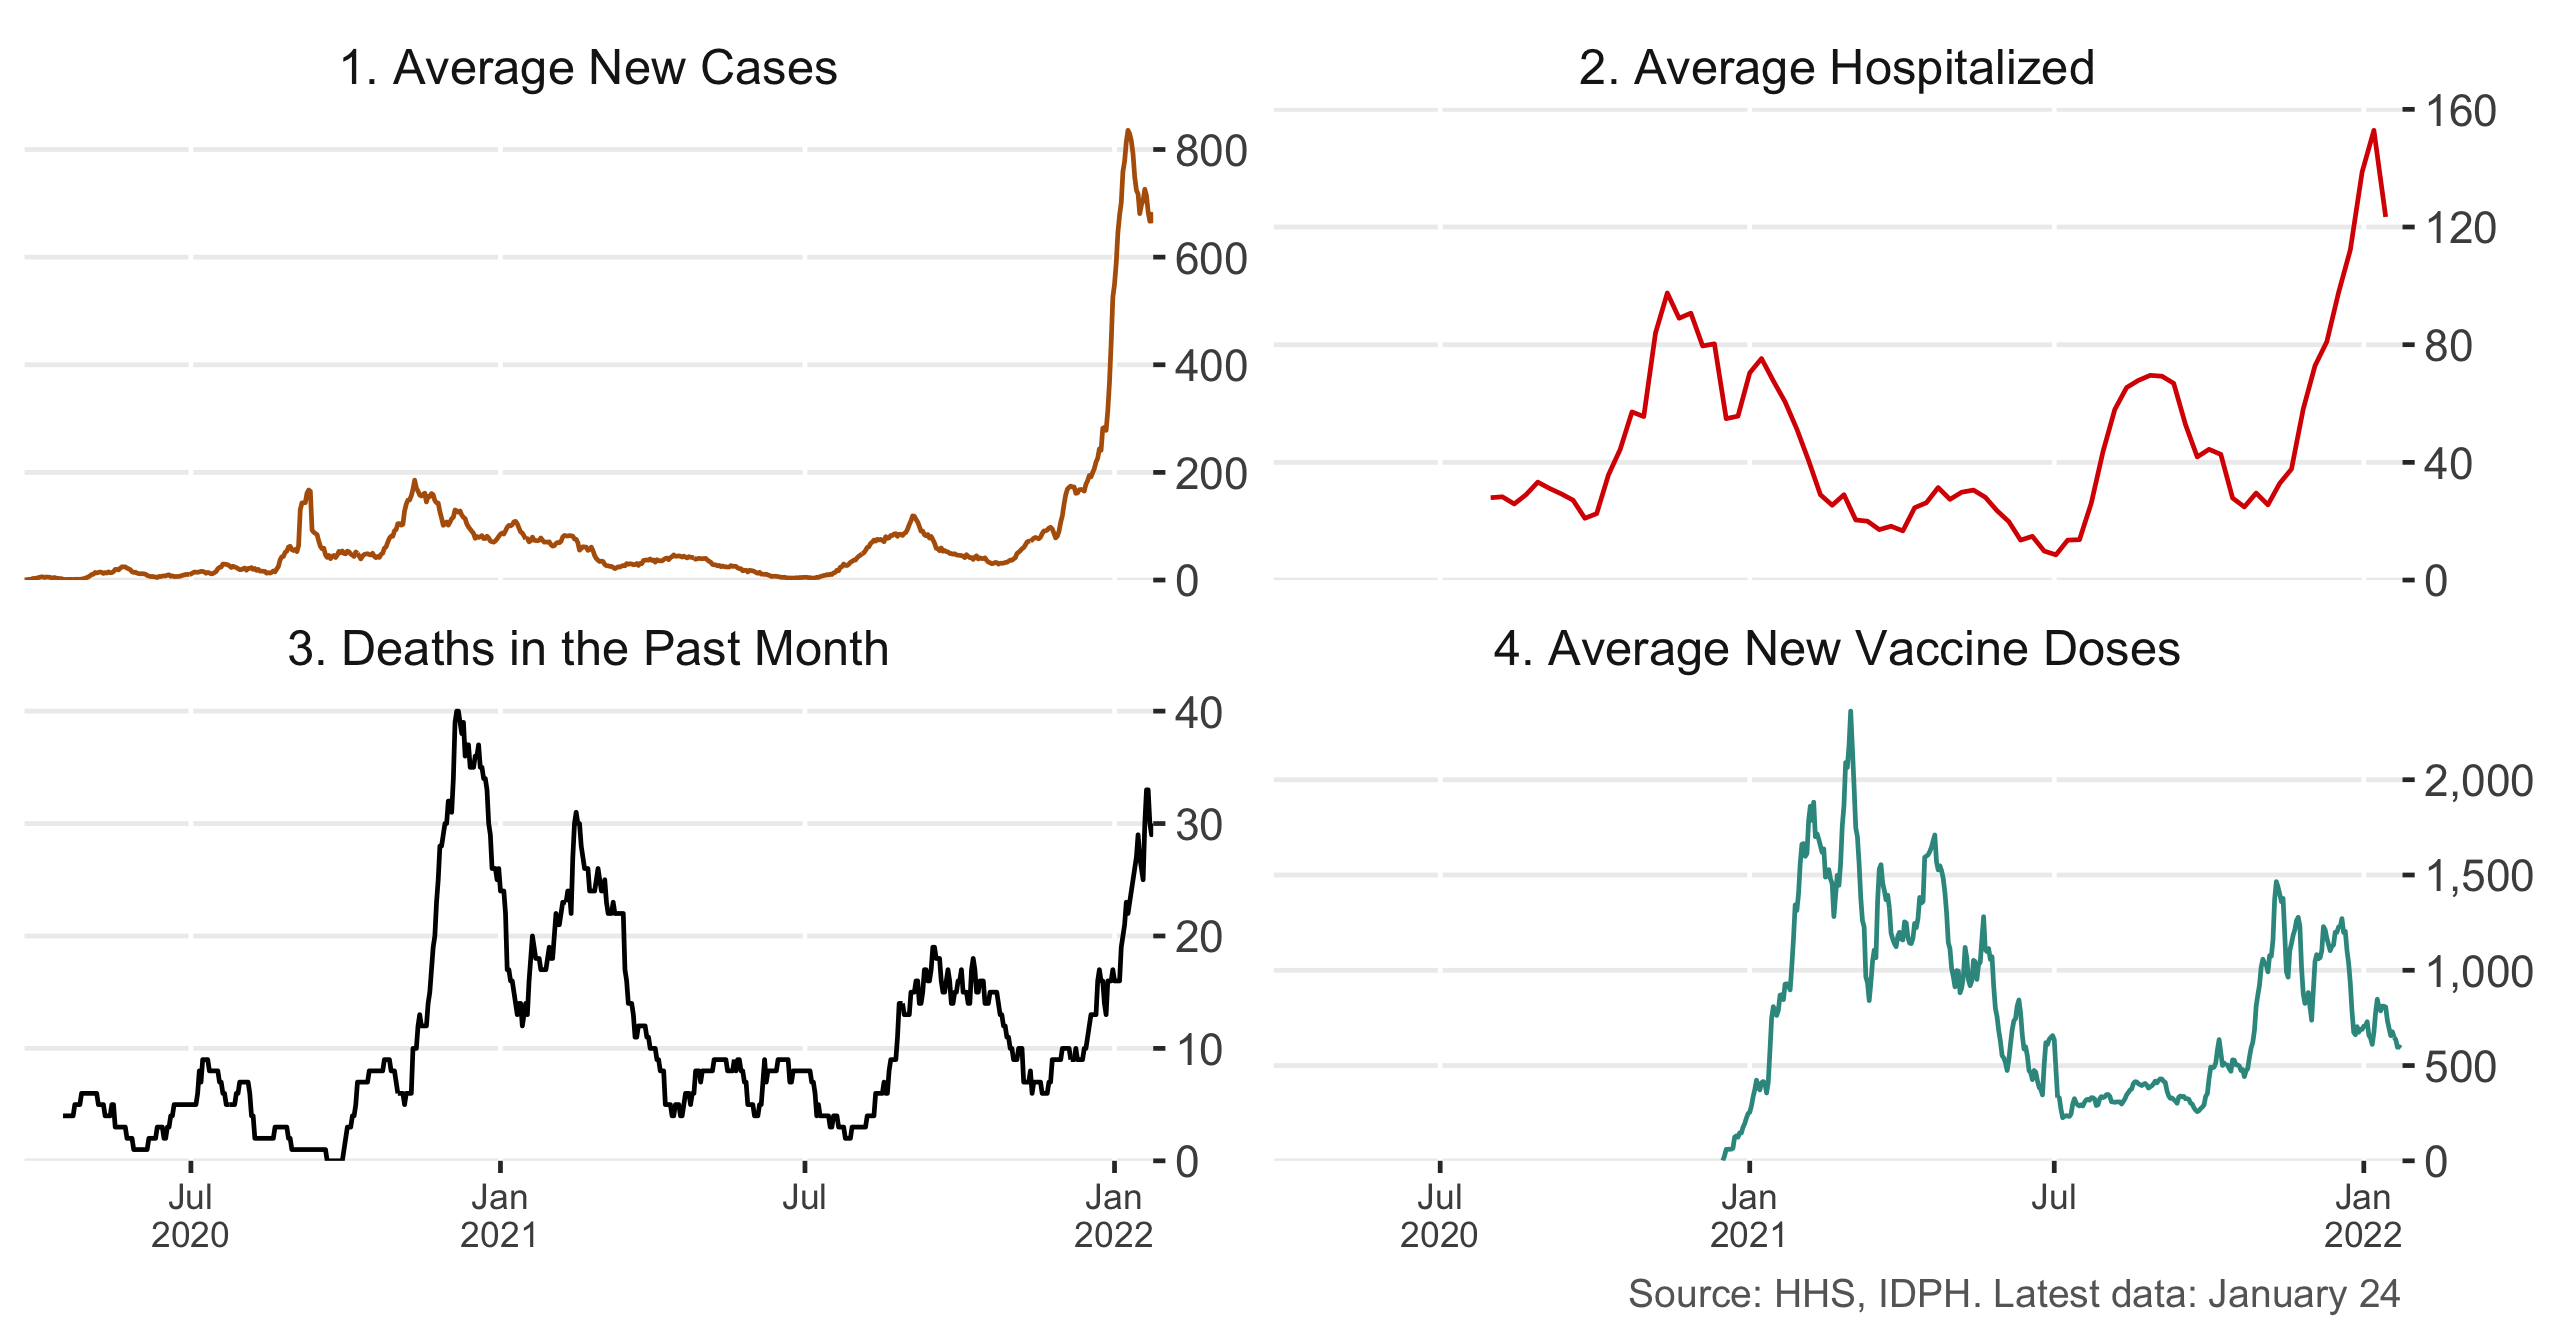 1. Average New Cases
800
600
400
200
0
2. Average Hospitalized
160
120
80
40
0
3. Deaths in the Past Month
40
30
20
10
0
Jul
2020
Jan
2021
Jul
Jan
2022
4. Average New Vaccine Doses
2,000
1,500
1,000
500
0
Jul
2020
Jan
2021
Jul
Jan
2022
Source: HHS, IDPH. Latest data: January 24